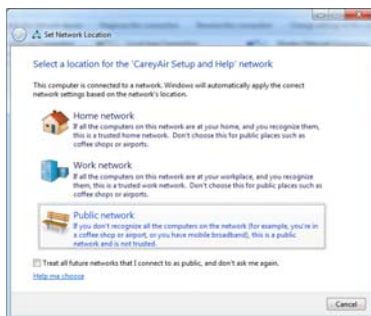 Set Network Location
Select a location for the 'CareyAir Setup and Help' network
This computer is connected to a network. Windows will automatically apply the correct
network settings based on the network's location.
Home network
If all the computers on this network are at your home, and you recognize them,
this is a trusted home network. Don't choose this for public places such as
coffee shops or airports.
Work network
If all the computers on this network are at your workplace, and you recognize
them, this is a trusted work network. Don't choose this for public places such as
coffee shops or airports.
Public network
If you don't recognize all the computers on the network (for example, you're in
a coffee shop or airport, or you have mobile broadband), this is a public
network and is not trusted.
Treat all future networks that I connect to as public, and don't ask me again.
Help me choose
Cancel